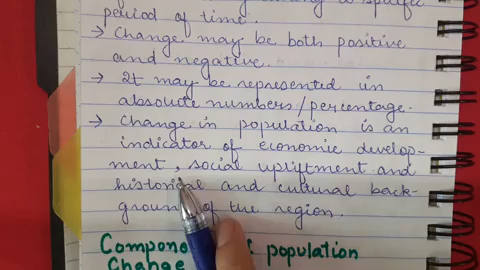 specific
period of time.
→ Change may be both positive
and negative.
→ It may be represented in
absolute numbers/percentage.
→ Change in population is an
indicator of economic develop-
ment, social upliftment and
historical and cultural back-
ground of the region.
population
Change